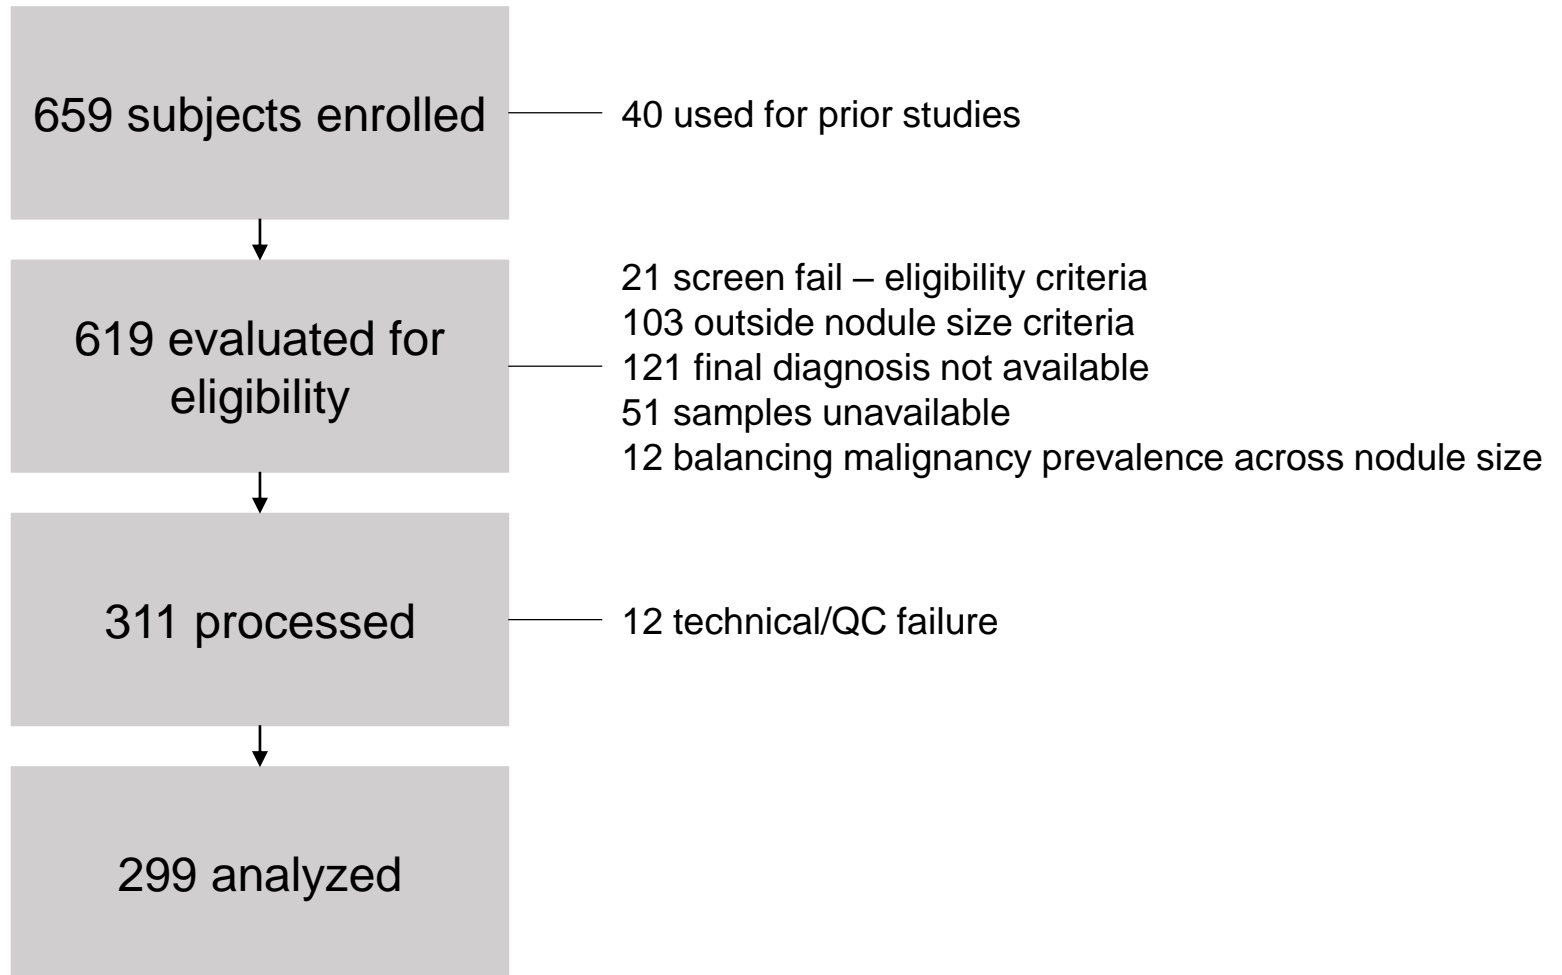 659 subjects enrolled
40 used for prior studies
619 evaluated for
eligibility
21 screen fail – eligibility criteria
103 outside nodule size criteria
121 final diagnosis not available
51 samples unavailable
12 balancing malignancy prevalence across nodule size
311 processed
12 technical/QC failure
299 analyzed